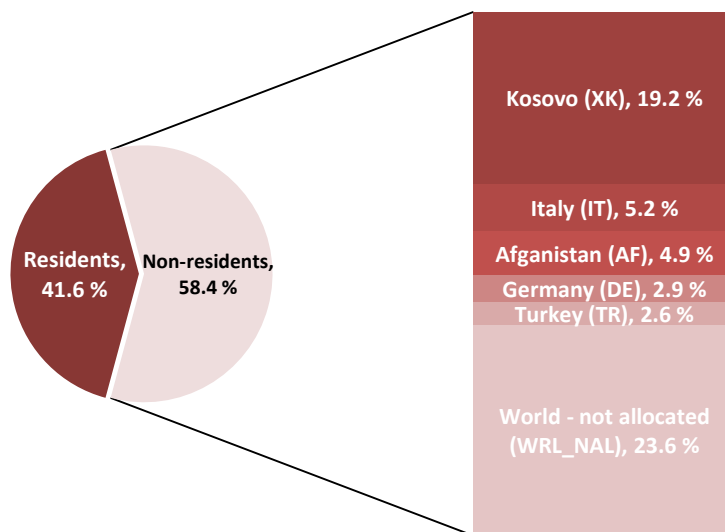 Residents,
41.6 %
Non-residents,
58.4 %
Kosovo (XK), 19.2 %
Italy (IT), 5.2 %
Afganistan (AF), 4.9 %
Germany (DE), 2.9 %
Turkey (TR), 2.6 %
World - not allocated
(WRL_NAL), 23.6 %